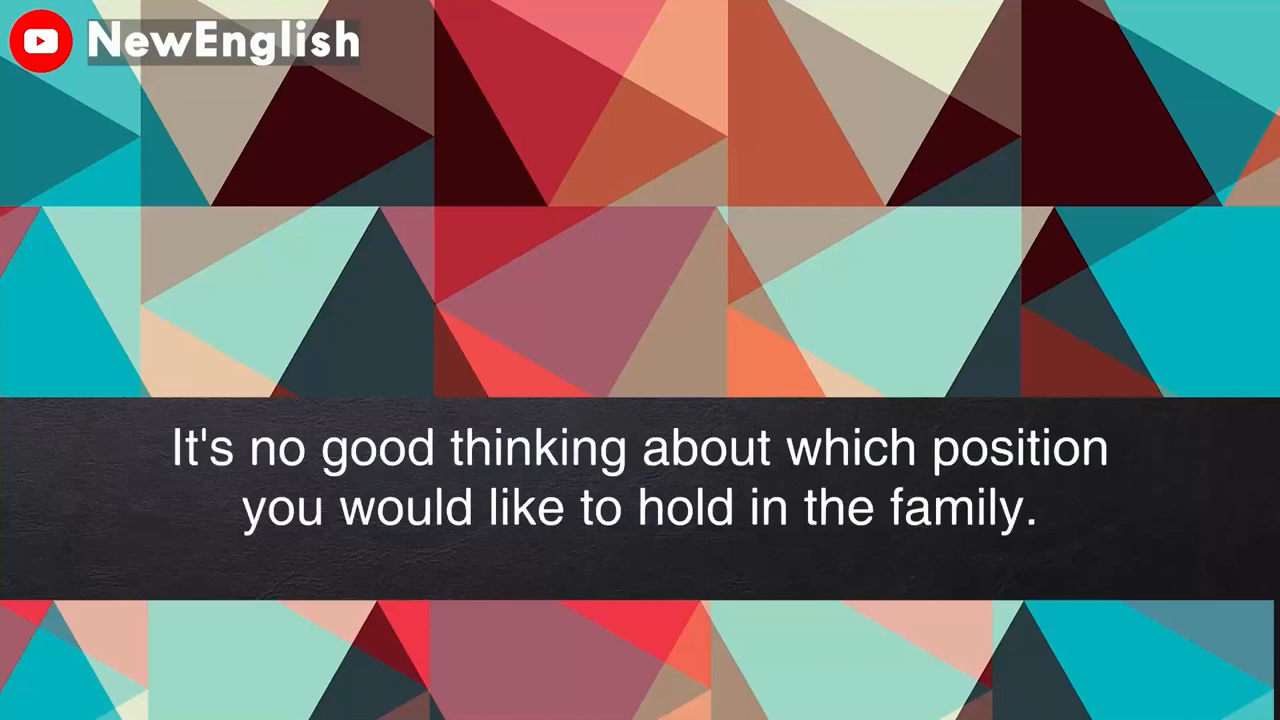 NewEnglish
It's no good thinking about which position
you would like to hold in the family.